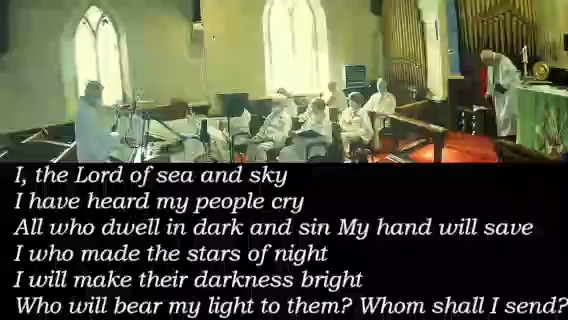 I, the Lord of sea and sky
I have heard my people cry
All who dwell in dark and sin My hand will save
I who made the stars of night
I will make their darkness bright
Who will bear my light to them? Whom shall I send?